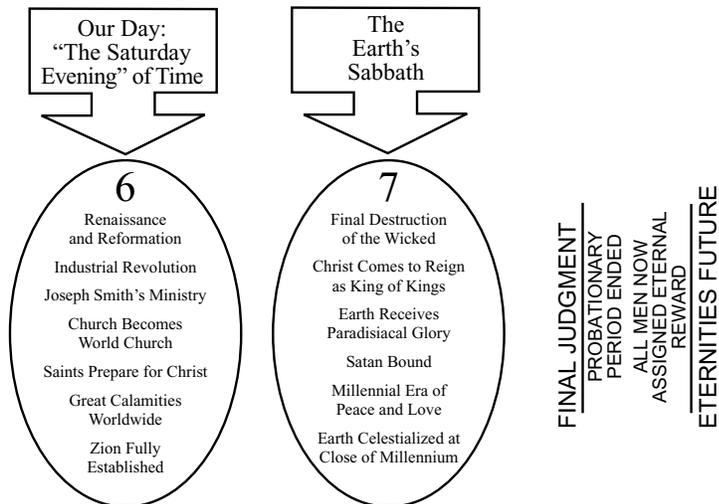 Our Day:
“The Saturday
Evening” of Time
The
Earth’s
Sabbath
6
Renaissance
and Reformation
Industrial Revolution
Joseph Smith’s Ministry
Church Becomes
World Church
Saints Prepare for Christ
Great Calamities
Worldwide
Zion Fully
Established
7
Final Destruction
of the Wicked
Christ Comes to Reign
as King of Kings
Earth Receives
Paradisiacal Glory
Satan Bound
Millennial Era of
Peace and Love
Earth Celestialized at
Close of Millennium
FINAL JUDGMENT
PROBATIONARY
PERIOD ENDED
ALL MEN NOW
ASSIGNED ETERNAL
REWARD
ETERNITIES FUTURE